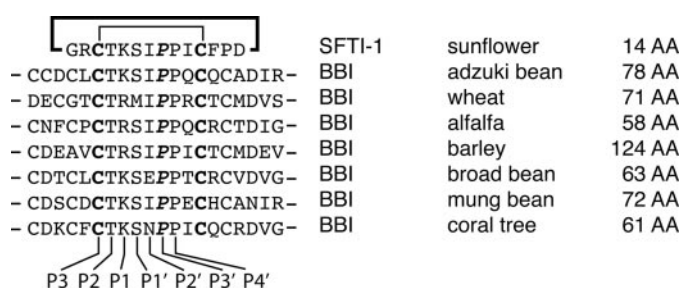 GRCTKSIPPICFPD SFTI-1 sunflower 14 AA
- CCDCLCTKSIPPQCQCADIR- BBI adzuki bean 78 AA
- DECGTCTRMIPPRCTCMDVS- BBI wheat 71 AA
- CNFCPCTRSIPPQCRCTDIG- BBI alfalfa 58 AA
- CDEAVCTRSIPPICTCMDEV- BBI barley 124 AA
- CDTCLCTKSEPPTCRCVDVG- BBI broad bean 63 AA
- CDSCDCTKSIPPECHCANIR- BBI mung bean 72 AA
- CDKCFCTKSNPPICQCRDVG- BBI coral tree 61 AA
P3 P2 P1 P1′ P2′ P3′ P4′